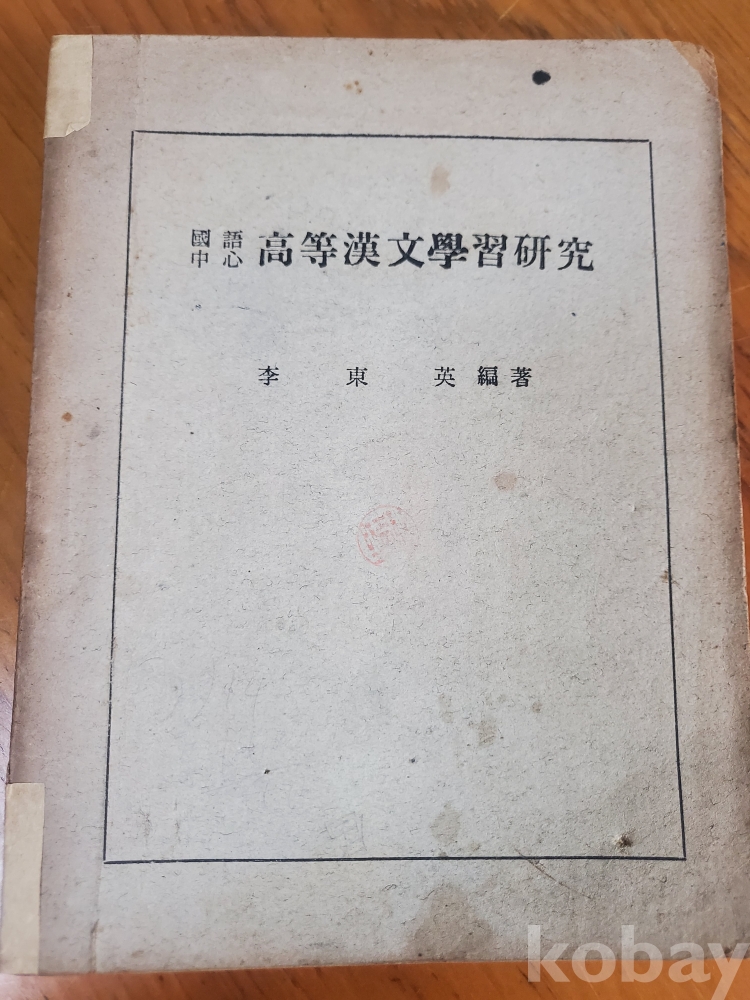 國語中心 高等漢文學習研究
李東英 編著
kobay